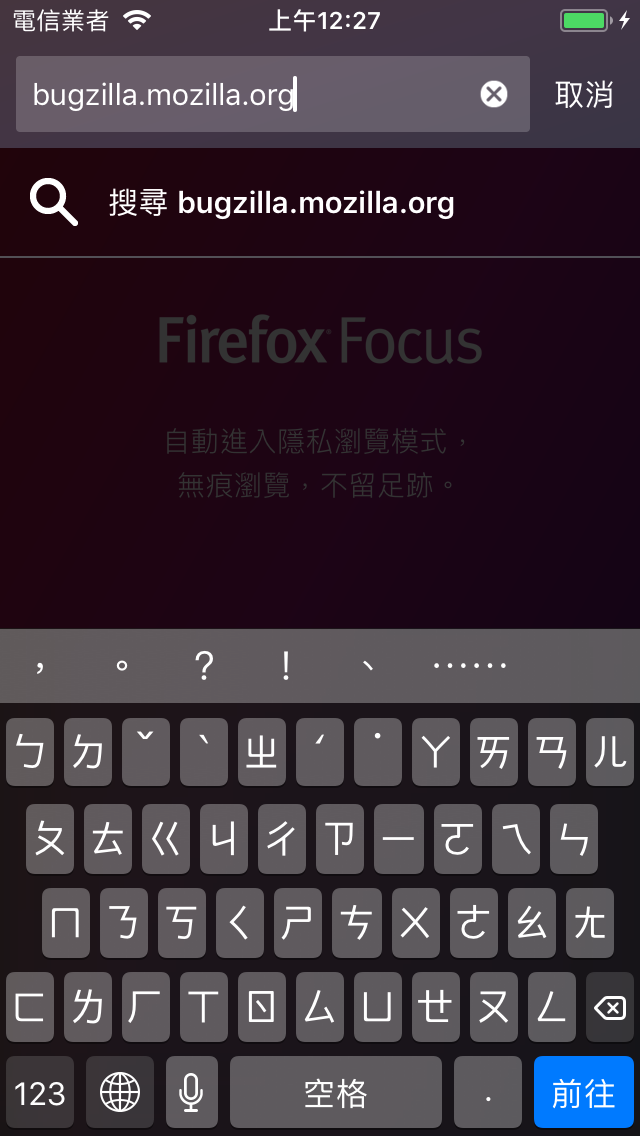 電信業者 上午12:27
bugzilla.mozilla.org 取消
搜尋 bugzilla.mozilla.org
Firefox Focus
自動進入隱私瀏覽模式，
無痕瀏覽，不留足跡。
， 。 ？ ！ 、 ……
ㄅ ㄉ ˇ ˋ ㄓ ˊ ˙ ㄚ ㄞ ㄢ ㄦ
ㄆ ㄊ ㄍ ㄐ ㄔ ㄗ ㄧ ㄛ ㄟ ㄣ
ㄇ ㄋ ㄎ ㄑ ㄕ ㄘ ㄨ ㄜ ㄠ ㄤ
ㄈ ㄌ ㄏ ㄒ ㄖ ㄙ ㄩ ㄝ ㄡ ㄥ
123 空格 . 前往